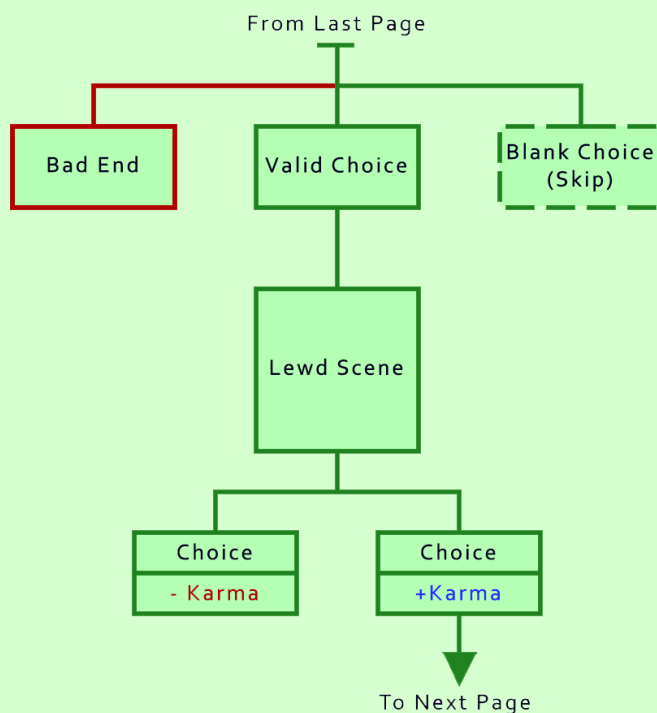 From Last Page
Bad End
Valid Choice
Blank Choice
(Skip)
Lewd Scene
Choice
- Karma
Choice
+Karma
To Next Page